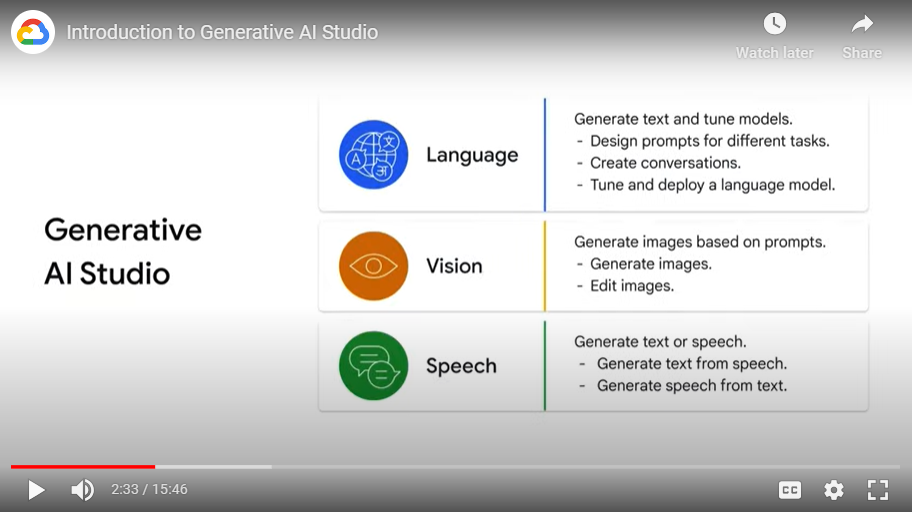 Introduction to Generative AI Studio
Watch later
Share
Generative
AI Studio
Language
Generate text and tune models.
- Design prompts for different tasks.
- Create conversations.
- Tune and deploy a language model.
Vision
Generate images based on prompts.
- Generate images.
- Edit images.
Speech
Generate text or speech.
- Generate text from speech.
- Generate speech from text.
A 文 अ
2:33 / 15:46
CC